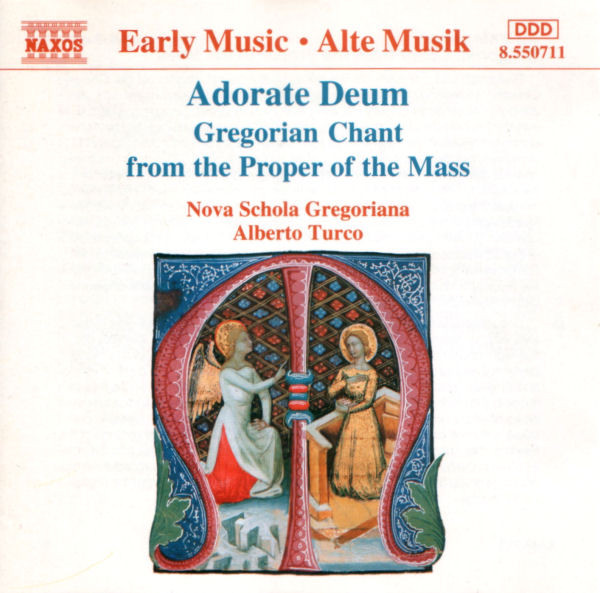 NAXOS
Early Music • Alte Musik
DDD
8.550711
Adorate Deum
Gregorian Chant
from the Proper of the Mass
Nova Schola Gregoriana
Alberto Turco